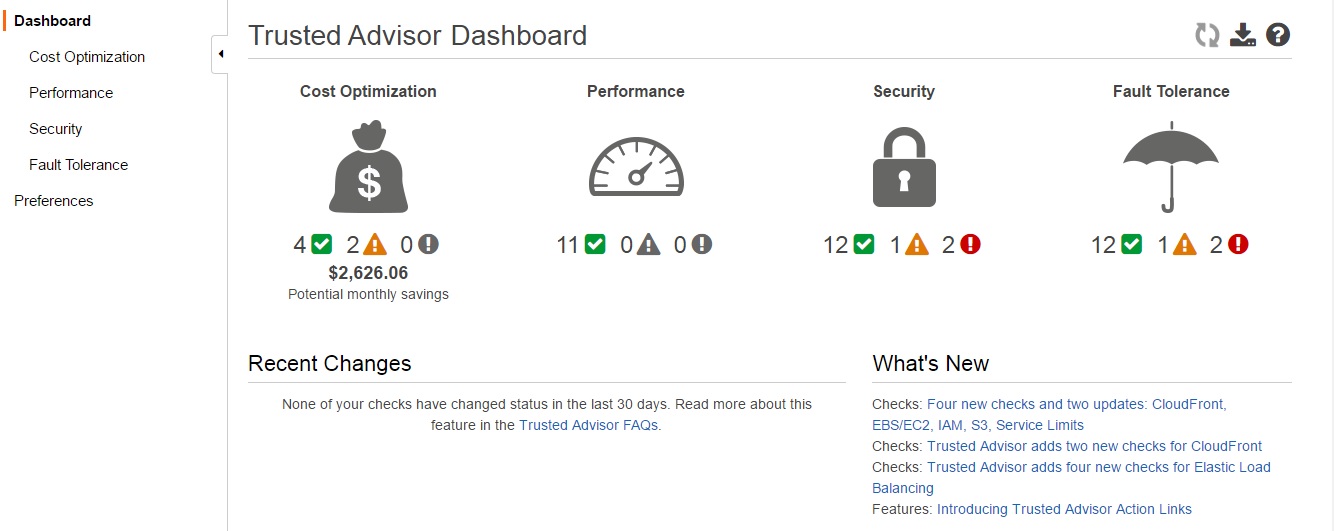 Dashboard
Cost Optimization
Performance
Security
Fault Tolerance
Preferences
Trusted Advisor Dashboard
Cost Optimization
$
4 2 0
$2,626.06
Potential monthly savings
Performance
11 0 0
Security
12 1 2
Fault Tolerance
12 1 2
Recent Changes
None of your checks have changed status in the last 30 days. Read more about this
feature in the Trusted Advisor FAQs.
What's New
Checks: Four new checks and two updates: CloudFront,
EBS/EC2, IAM, S3, Service Limits
Checks: Trusted Advisor adds two new checks for CloudFront
Checks: Trusted Advisor adds four new checks for Elastic Load
Balancing
Features: Introducing Trusted Advisor Action Links